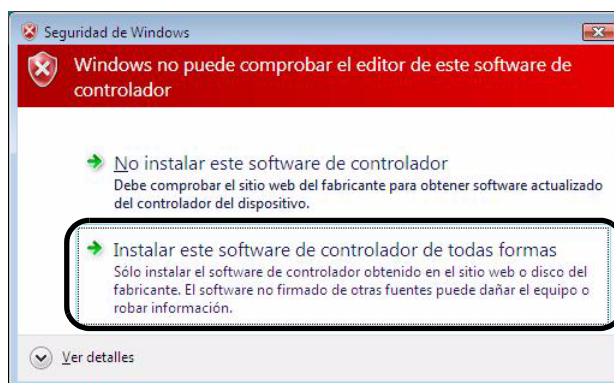 Seguridad de Windows
Windows no puede comprobar el editor de este software de
controlador
No instalar este software de controlador
Debe comprobar el sitio web del fabricante para obtener software actualizado
del controlador del dispositivo.
Instalar este software de controlador de todas formas
Sólo instalar el software de controlador obtenido en el sitio web o disco del
fabricante. El software no firmado de otras fuentes puede dañar el equipo o
robar información.
Ver detalles